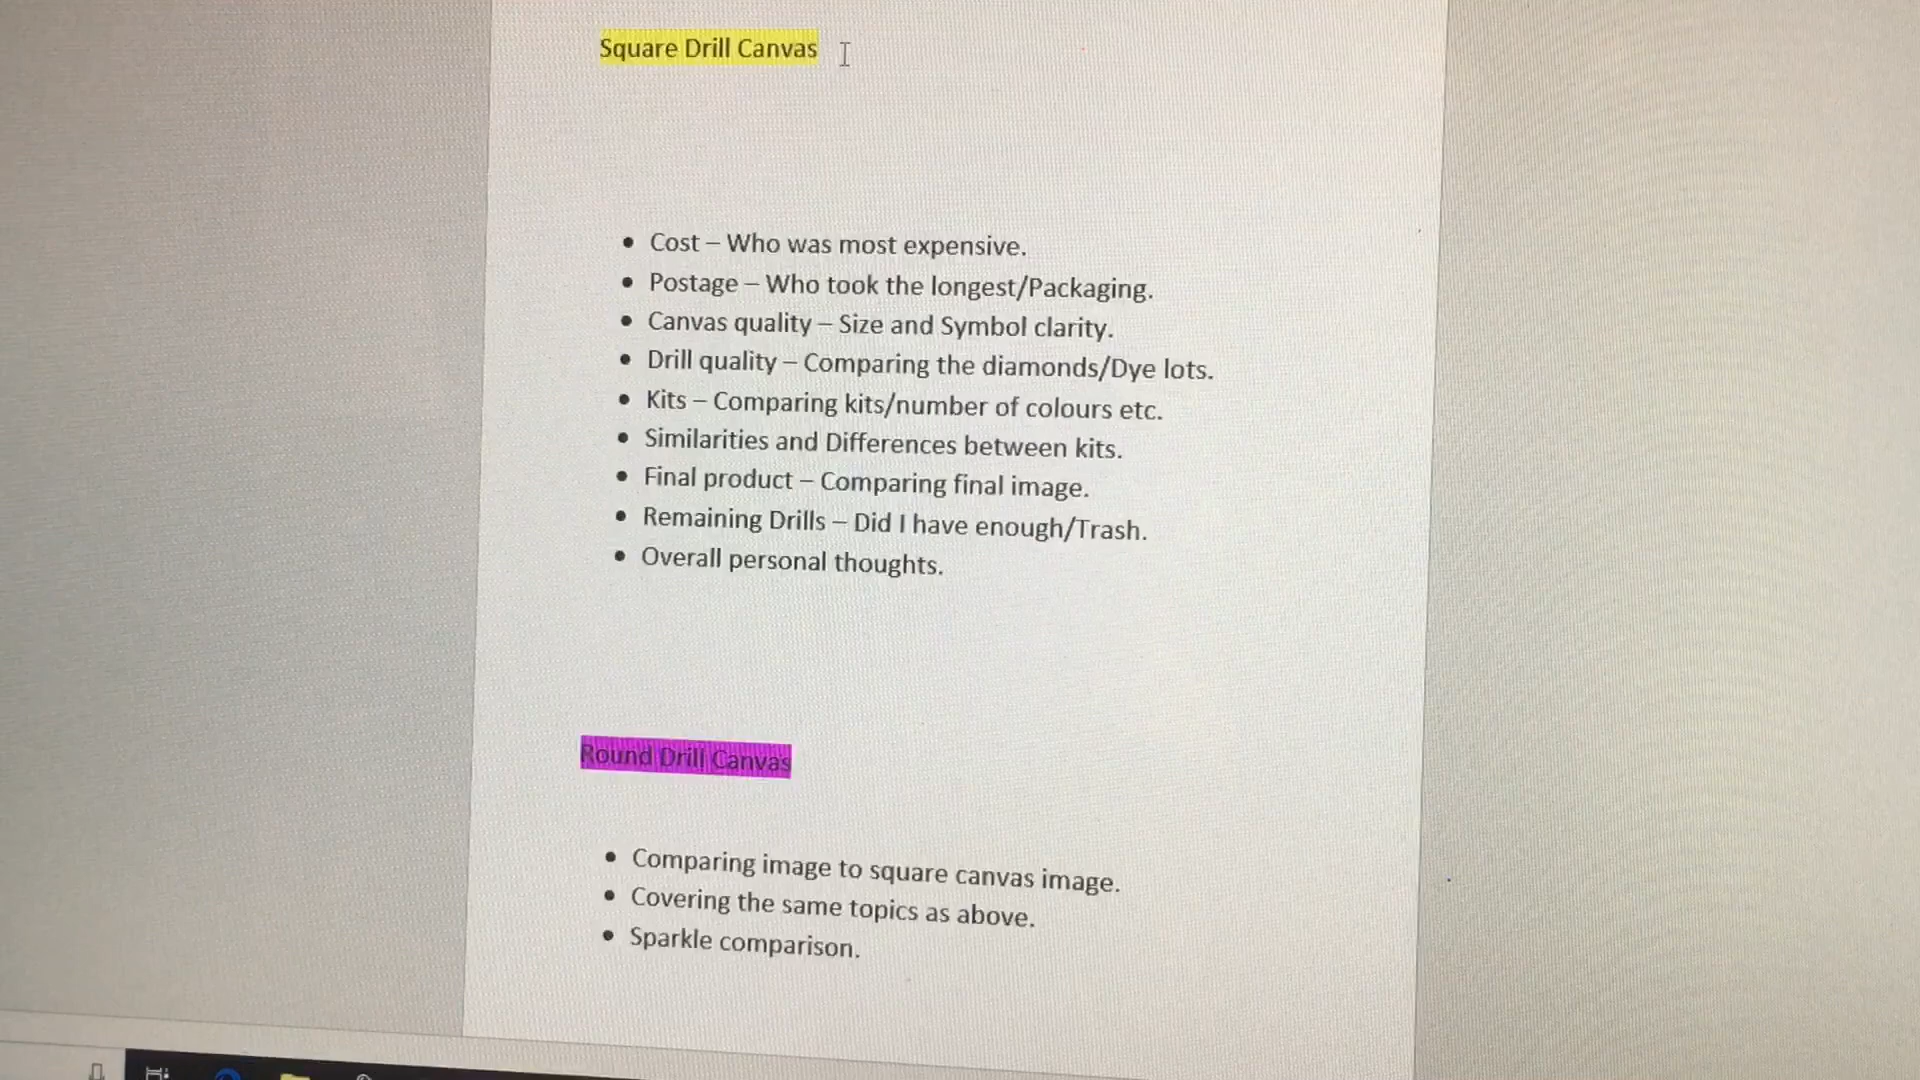 Square Drill Canvas
• Cost – Who was most expensive.
• Postage – Who took the longest/Packaging.
• Canvas quality – Size and Symbol clarity.
• Drill quality – Comparing the diamonds/Dye lots.
• Kits – Comparing kits/number of colours etc.
• Similarities and Differences between kits.
• Final product – Comparing final image.
• Remaining Drills – Did I have enough/Trash.
• Overall personal thoughts.
Round Drill Canvas
• Comparing image to square canvas image.
• Covering the same topics as above.
• Sparkle comparison.